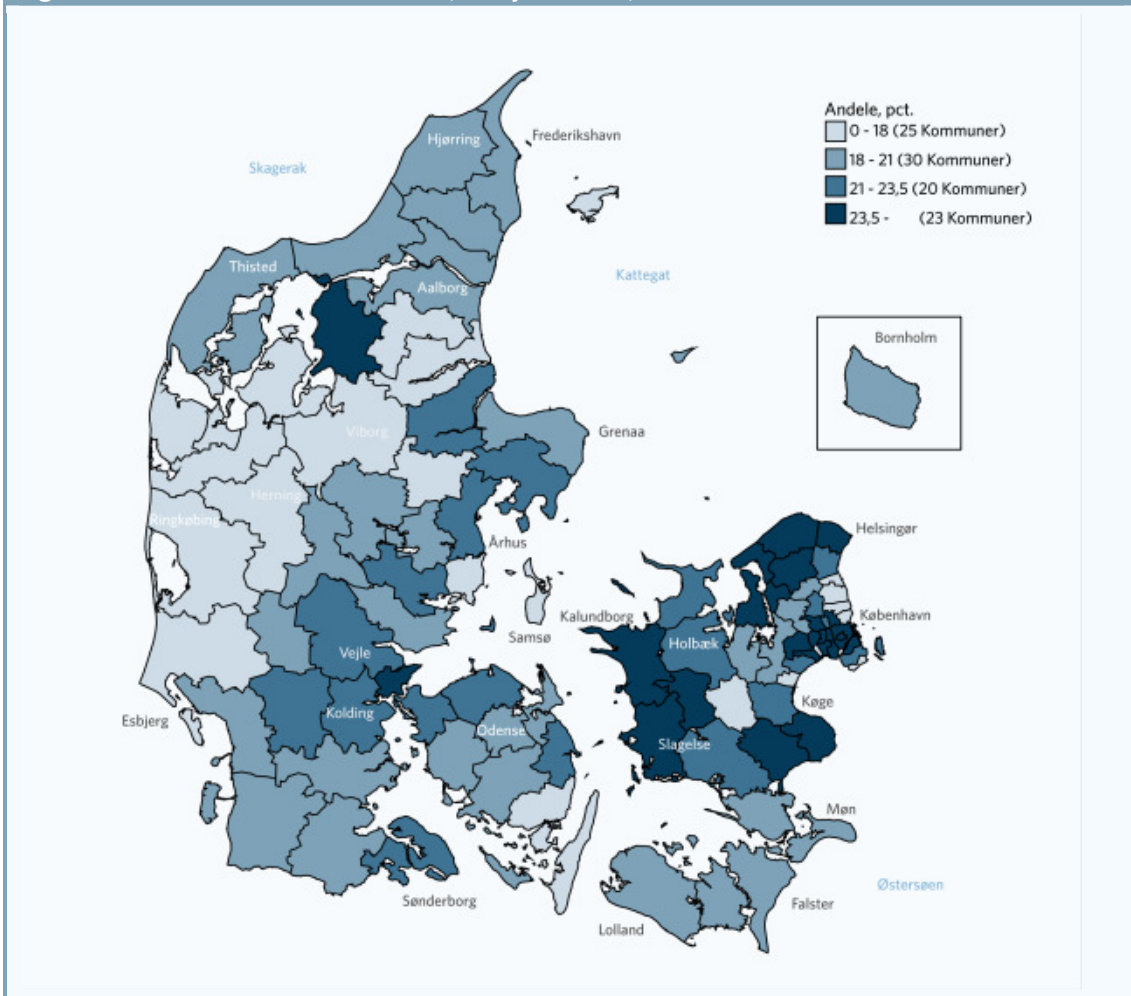 Andele, pct.
0 - 18 (25 Kommuner)
18 - 21 (30 Kommuner)
21 - 23,5 (20 Kommuner)
23,5 - (23 Kommuner)
Hjørring
Frederikshavn
Skagerak
Thisted
Aalborg
Kattegat
Bornholm
Viborg
Grenaa
Herning
Ringkøbing
Århus
Helsingør
Kalundborg
København
Samsø
Holbæk
Vejle
Køge
Esbjerg
Kolding
Odense
Slagelse
Møn
Østersøen
Sønderborg
Falster
Lolland